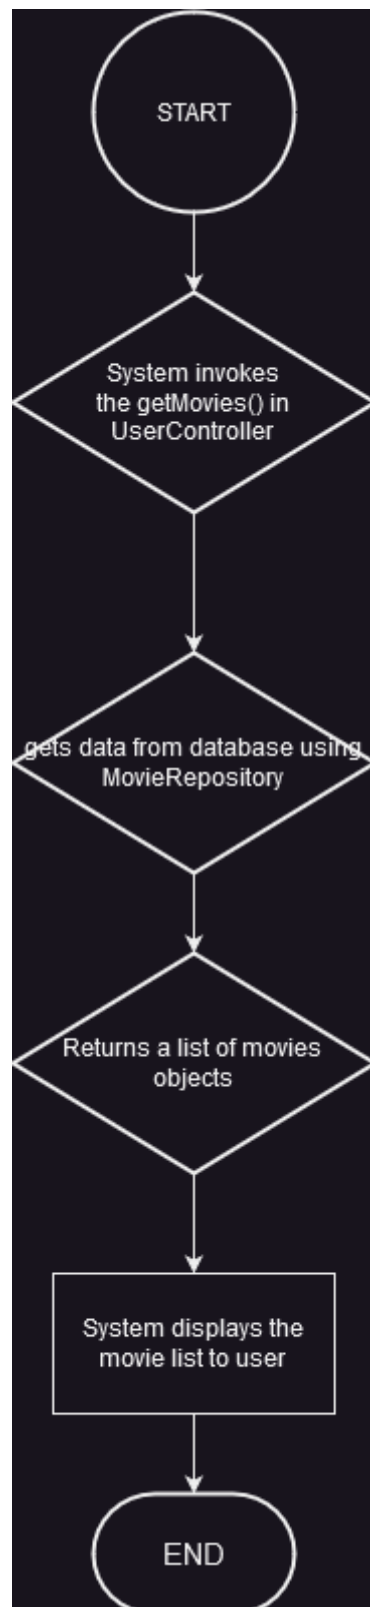 START
System invokes
the getMovies() in
UserController
gets data from database using
MovieRepository
Returns a list of movies
objects
System displays the
movie list to user
END